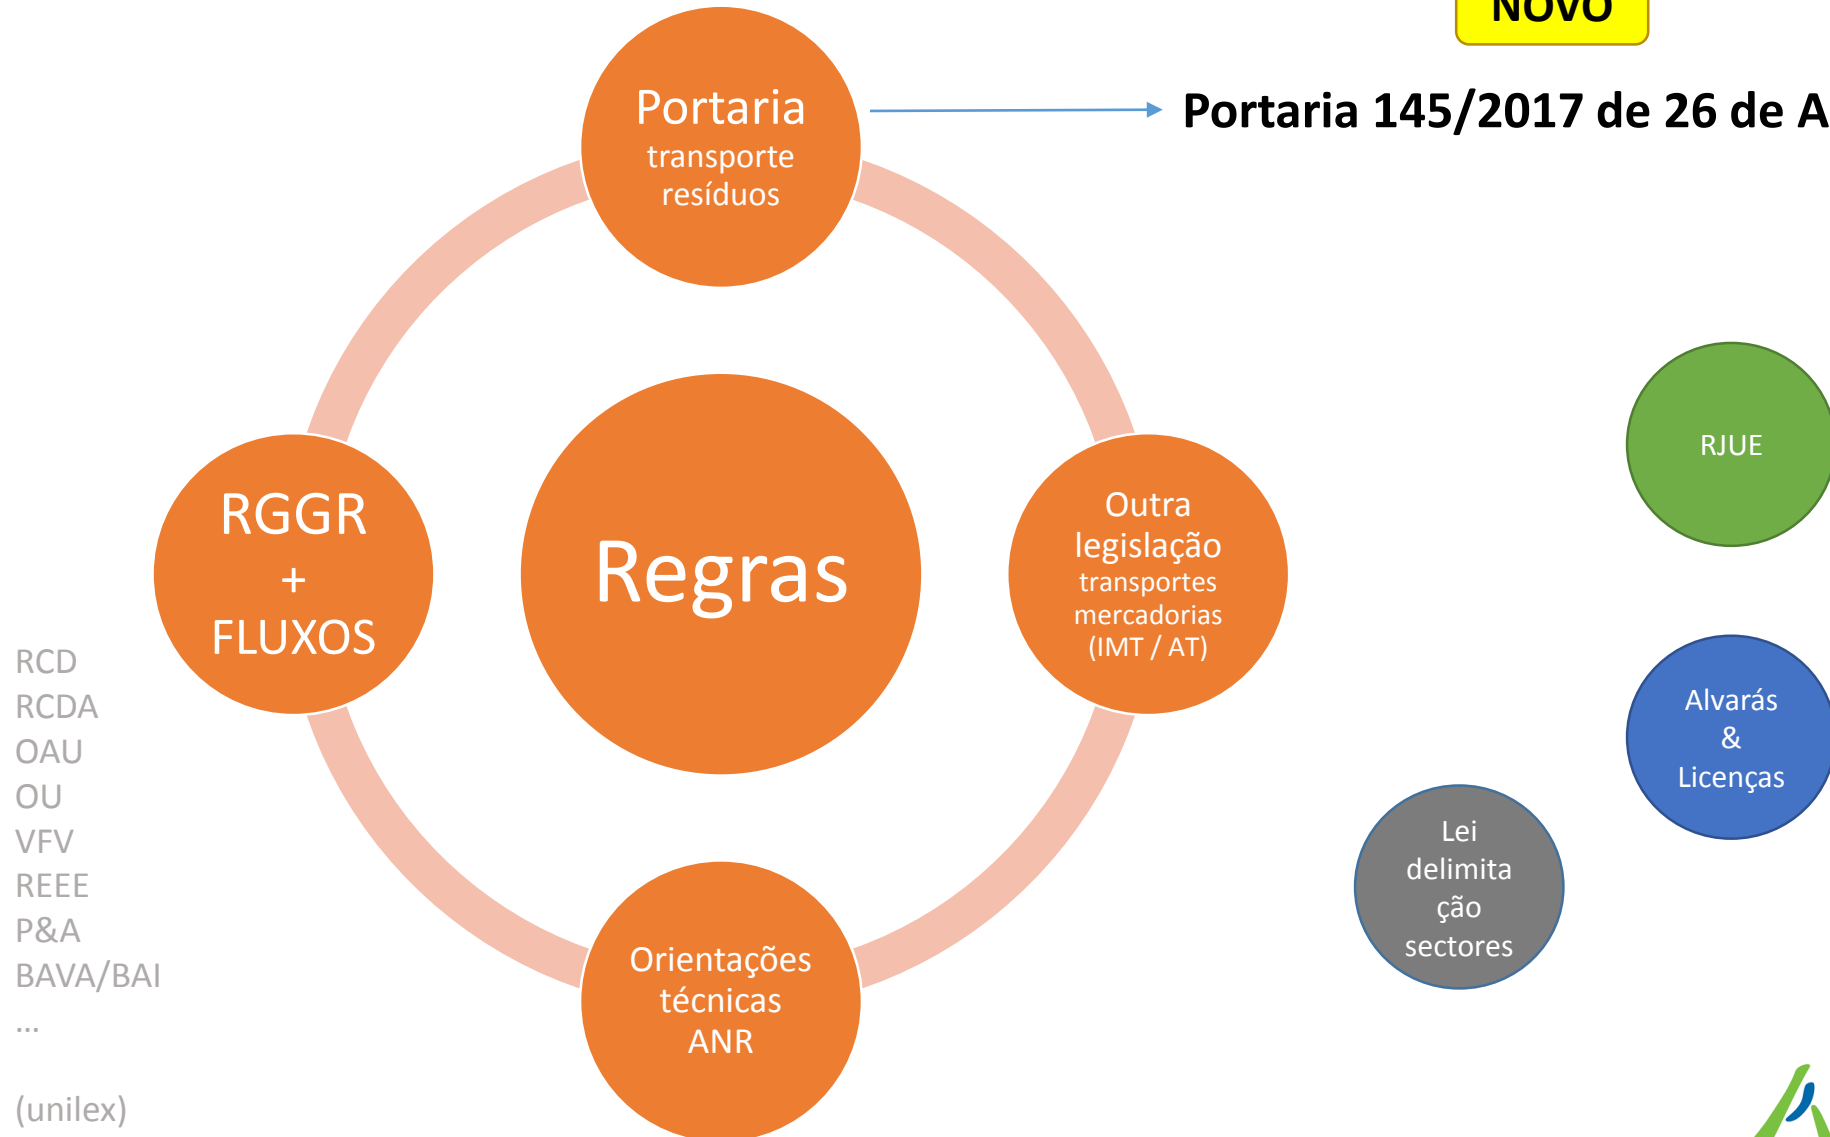 NOVO
Portaria 145/2017 de 26 de A
Portaria
transporte
resíduos
RGGR
+
FLUXOS
Regras
Outra
legislação
transportes
mercadorias
(IMT / AT)
Orientações
técnicas
ANR
RCD
RCDA
OAU
OU
VFV
REEE
P&A
BAVA/BAI
...
(unilex)
RJUE
Alvarás
&
Licenças
Lei
delimita
ção
sectores